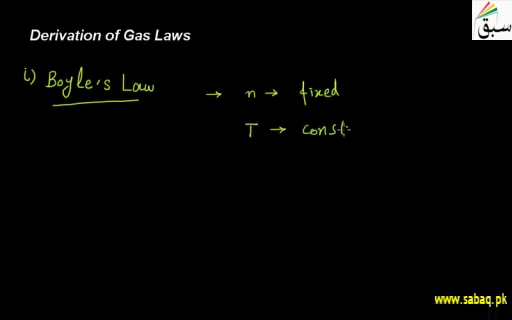 Derivation of Gas Laws
سبق
i) Boyle's Law → n → fixed
T → const
www.sabaq.pk